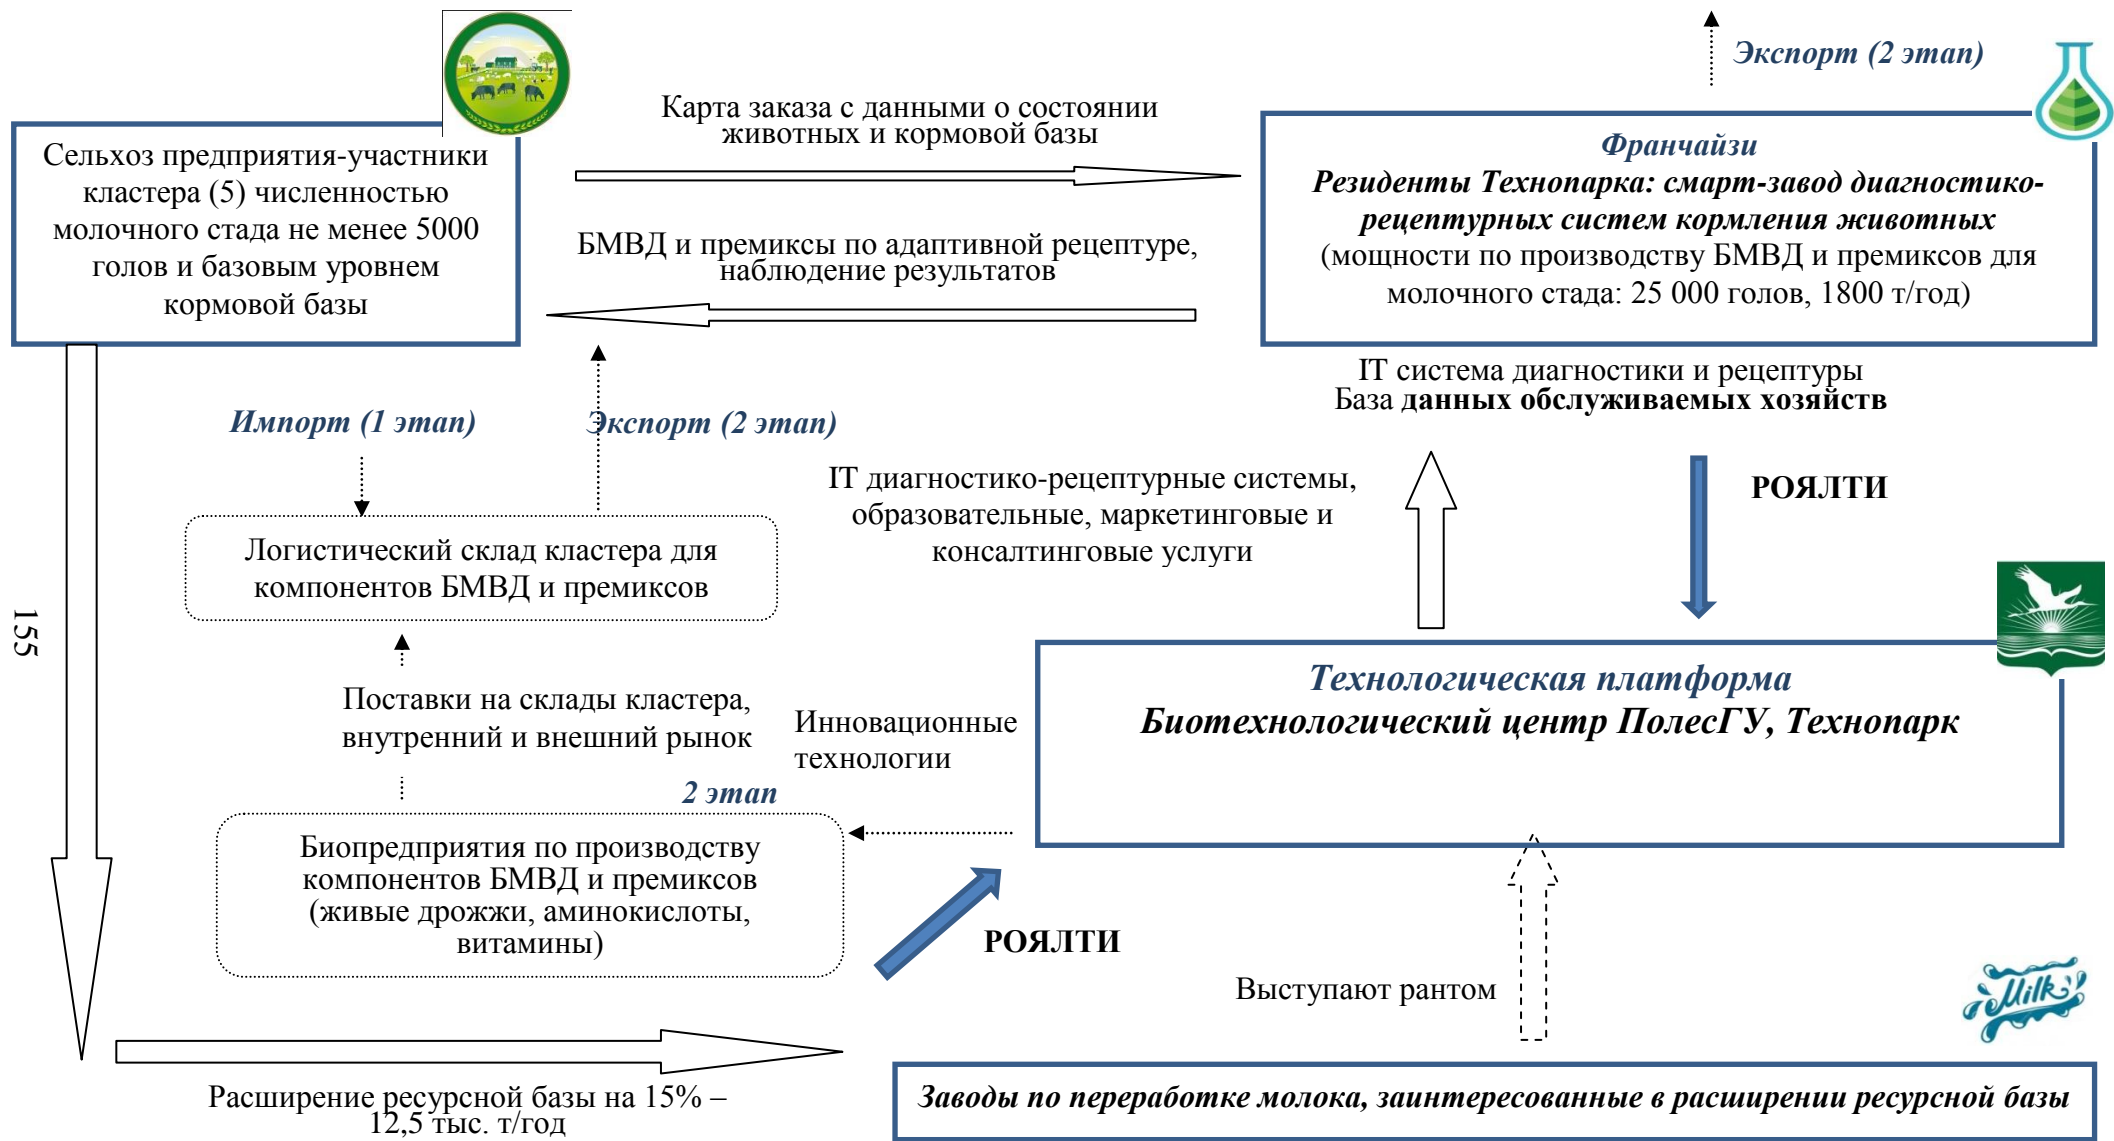 Экспорт (2 этап)
Карта заказа с данными о состоянии
животных и кормовой базы
Сельхоз предприятия-участники
кластера (5) численностью
молочного стада не менее 5000
голов и базовым уровнем
кормовой базы
Франчайзи
Резиденты Технопарка: смарт-завод диагностико-
рецептурных систем кормления животных
(мощности по производству БМВД и премиксов для
молочного стада: 25 000 голов, 1800 т/год)
БМВД и премиксы по адаптивной рецептуре,
наблюдение результатов
IT система диагностики и рецептуры
База данных обслуживаемых хозяйств
Импорт (1 этап)
Экспорт (2 этап)
IT диагностико-рецептурные системы,
образовательные, маркетинговые и
консалтинговые услуги
РОЯЛТИ
Логистический склад кластера для
компонентов БМВД и премиксов
155
Поставки на склады кластера,
внутренний и внешний рынок
Инновационные
технологии
Технологическая платформа
Биотехнологический центр ПолесГУ, Технопарк
2 этап
Биопредприятия по производству
компонентов БМВД и премиксов
(живые дрожжи, аминокислоты,
витамины)
РОЯЛТИ
Выступают рантом
Milk
Расширение ресурсной базы на 15% –
12,5 тыс. т/год
Заводы по переработке молока, заинтересованные в расширении ресурсной базы